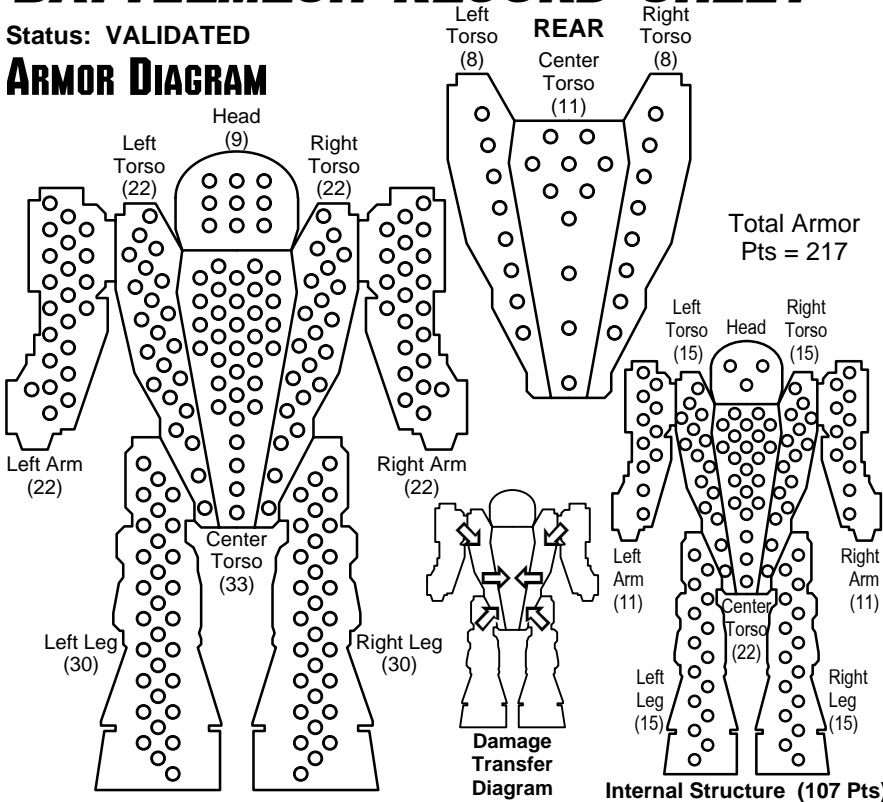 BATTLEMECH RECORD SHEET
Status: VALIDATED
ARMOR DIAGRAM
Head
(9)
Left
Torso
(22)
Right
Torso
(22)
Left Arm
(22)
Right Arm
(22)
Center
Torso
(33)
Left Leg
(30)
Right Leg
(30)
REAR
Left
Torso
(8)
Center
Torso
(11)
Right
Torso
(8)
Total Armor
Pts = 217
Left
Torso
(15)
Head
Right
Torso
(15)
Left
Arm
(11)
Right
Arm
(11)
Center
Torso
(22)
Left
Leg
(15)
Right
Leg
(15)
Damage
Transfer
Diagram
Internal Structure (107 Pts)